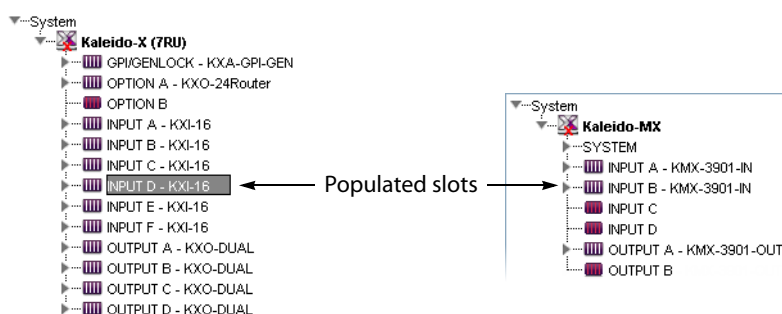 System
Kaleido-X (7RU)
GPI/GENLOCK - KXA-GPI-GEN
OPTION A - KXO-24Router
OPTION B
INPUT A - KXI-16
INPUT B - KXI-16
INPUT C - KXI-16
INPUT D - KXI-16
INPUT E - KXI-16
INPUT F - KXI-16
OUTPUT A - KXO-DUAL
OUTPUT B - KXO-DUAL
OUTPUT C - KXO-DUAL
OUTPUT D - KXO-DUAL
Populated slots
System
Kaleido-MX
SYSTEM
INPUT A - KMX-3901-IN
INPUT B - KMX-3901-IN
INPUT C
INPUT D
OUTPUT A - KMX-3901-OUT
OUTPUT B